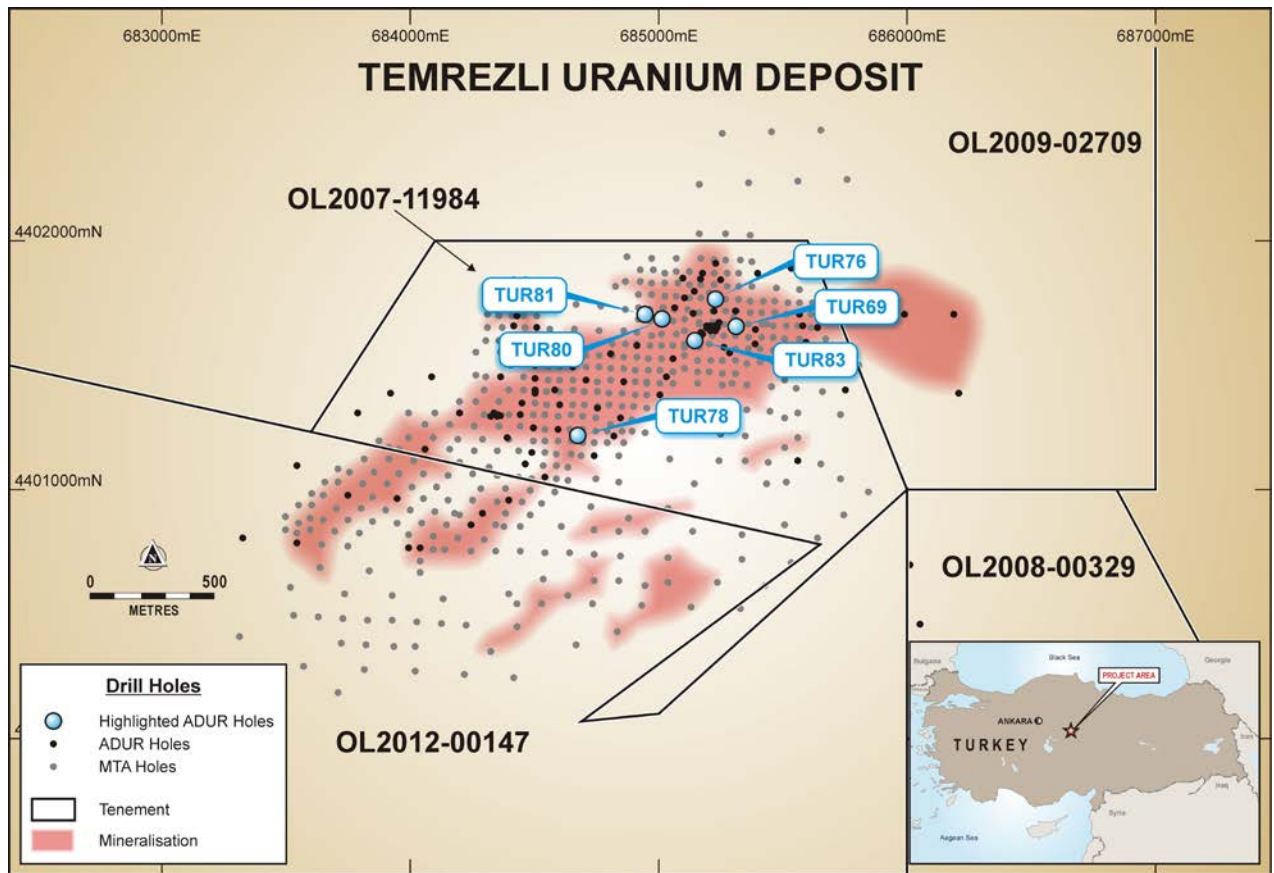 683000mE
684000mE
685000mE
686000mE
687000mE
TEMREZLI URANIUM DEPOSIT
OL2009-02709
OL2007-11984
4402000mN
TUR76
TUR81
TUR69
TUR80
TUR83
TUR78
4401000mN
N
0 500
METRES
OL2008-00329
OL2012-00147
Drill Holes
Highlighted ADUR Holes
ADUR Holes
MTA Holes
Tenement
Mineralisation
Bulgaria
Black Sea
Georgia
PROJECT AREA
ANKARA
TURKEY
Iran
Iraq
Syria
Aegean Sea